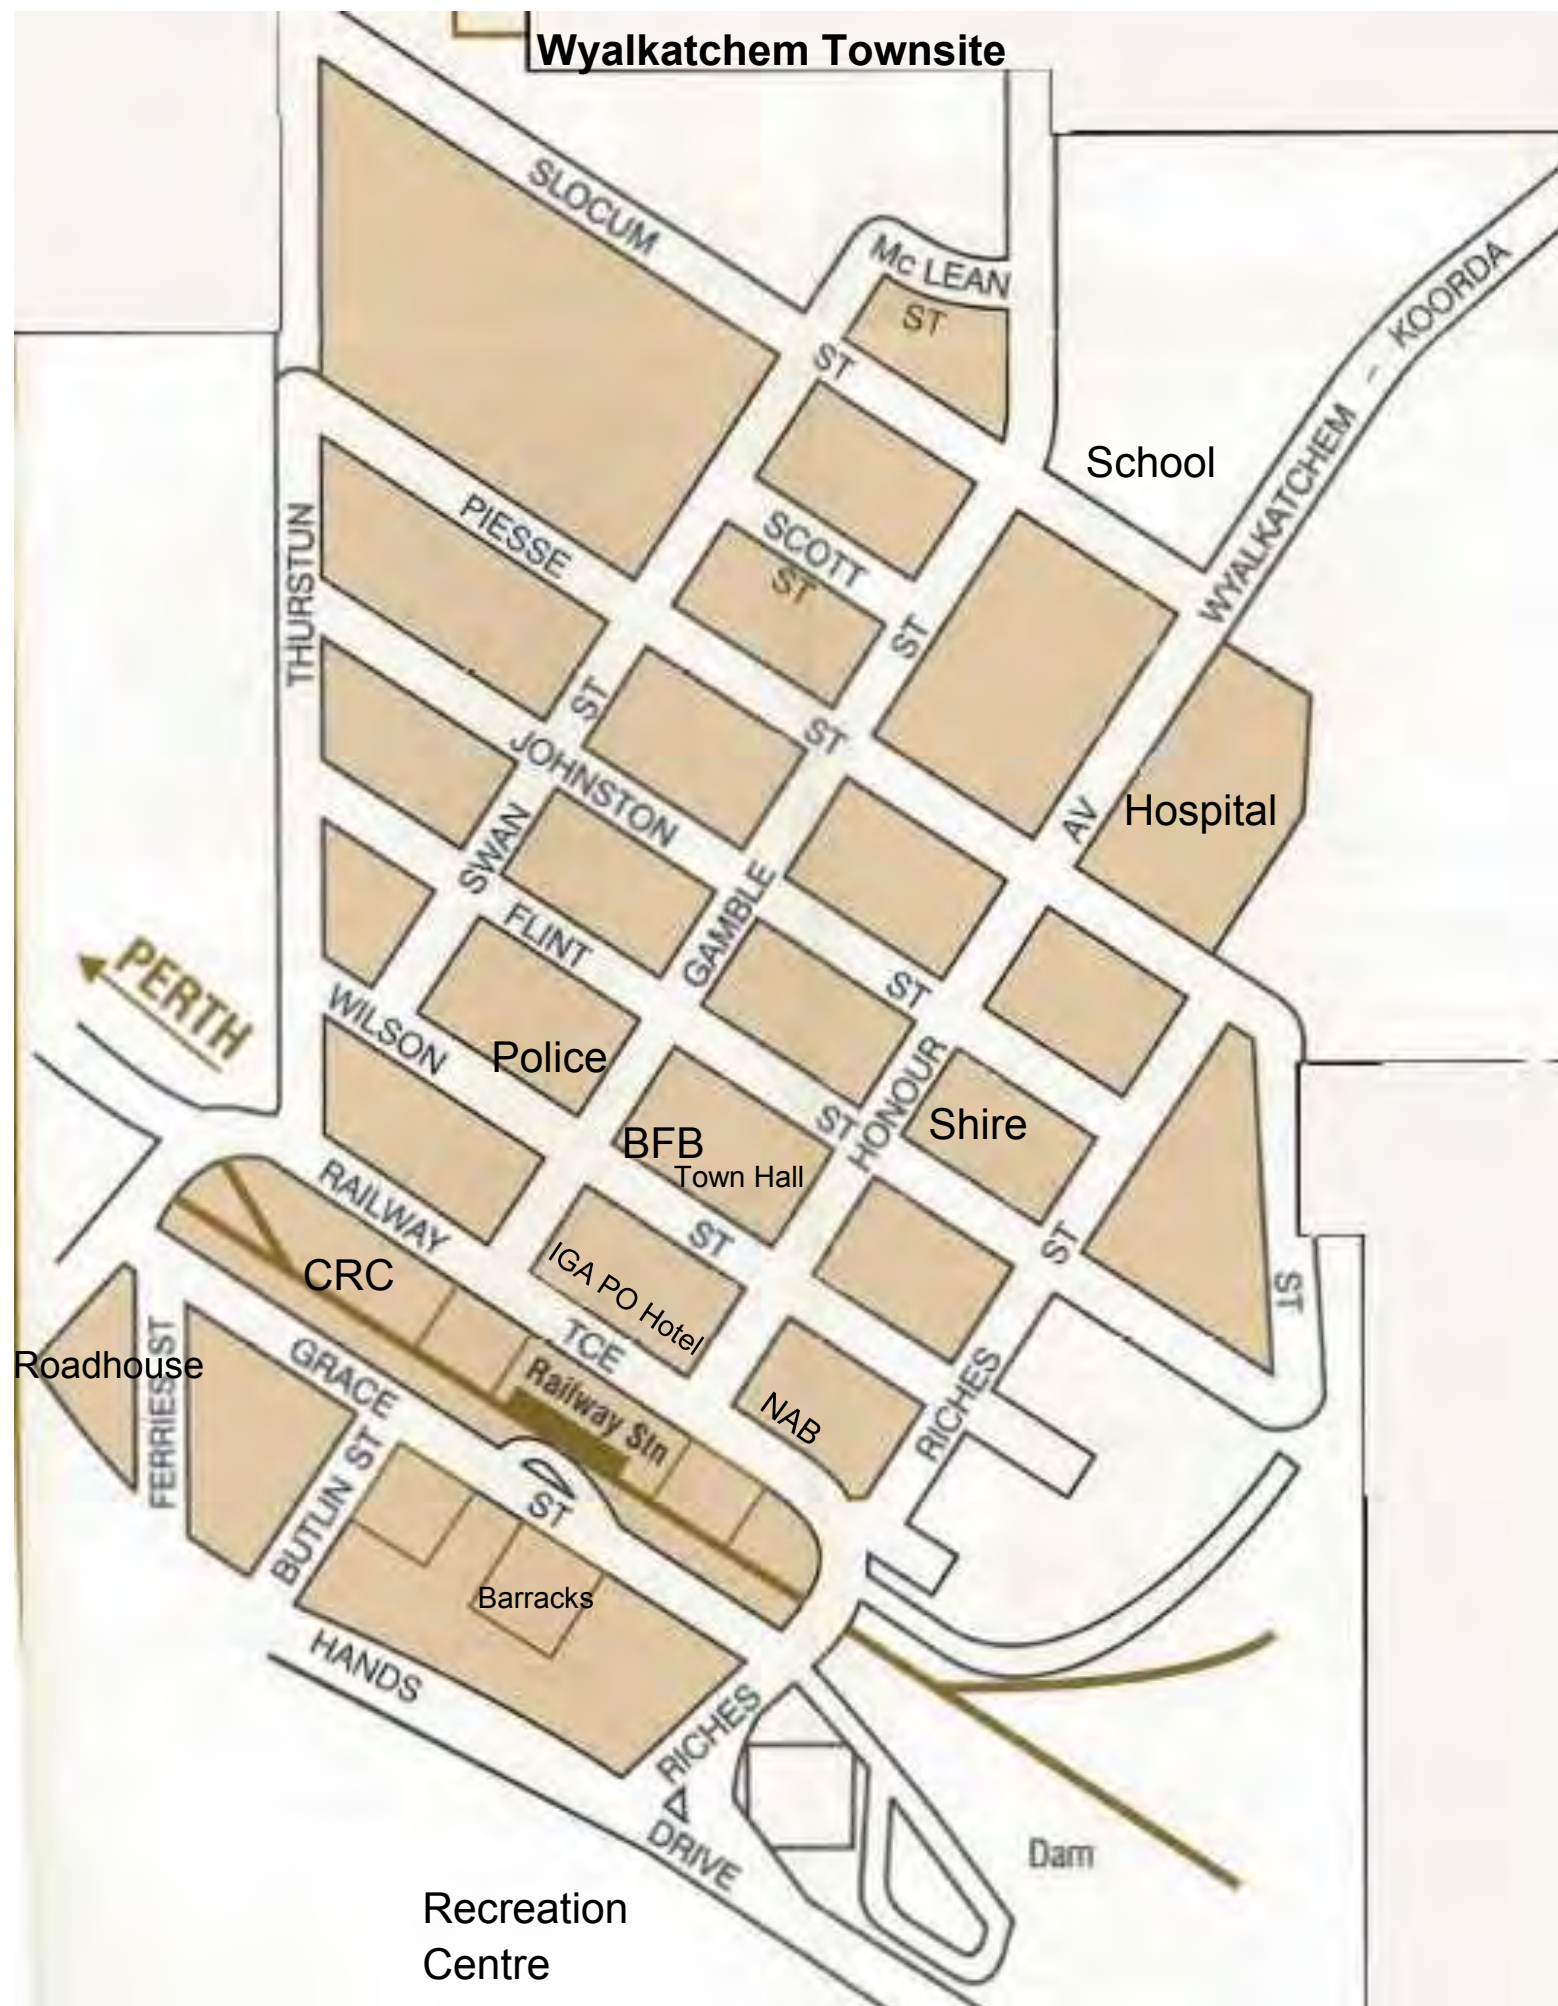 Wyalkatchem Townsite
SLOCUM
Mc LEAN
ST
ST
WYALKATCHEM - KOORDA
School
PIESSE
SCOTT
ST
THURSTUN
ST
ST
ST
JOHNSTON
AV
Hospital
SWAN
GAMBLE
FLINT
ST
PERTH
WILSON
Police
HONOUR
ST
Shire
BFB
Town Hall
RAILWAY
ST
ST
CRC
IGA PO Hotel
ST
TCE
Roadhouse
FERRIES ST
GRACE
Railway Stn
NAB
RICHES
BUTLIN ST
ST
Barracks
HANDS
RICHES
DRIVE
Dam
Recreation
Centre